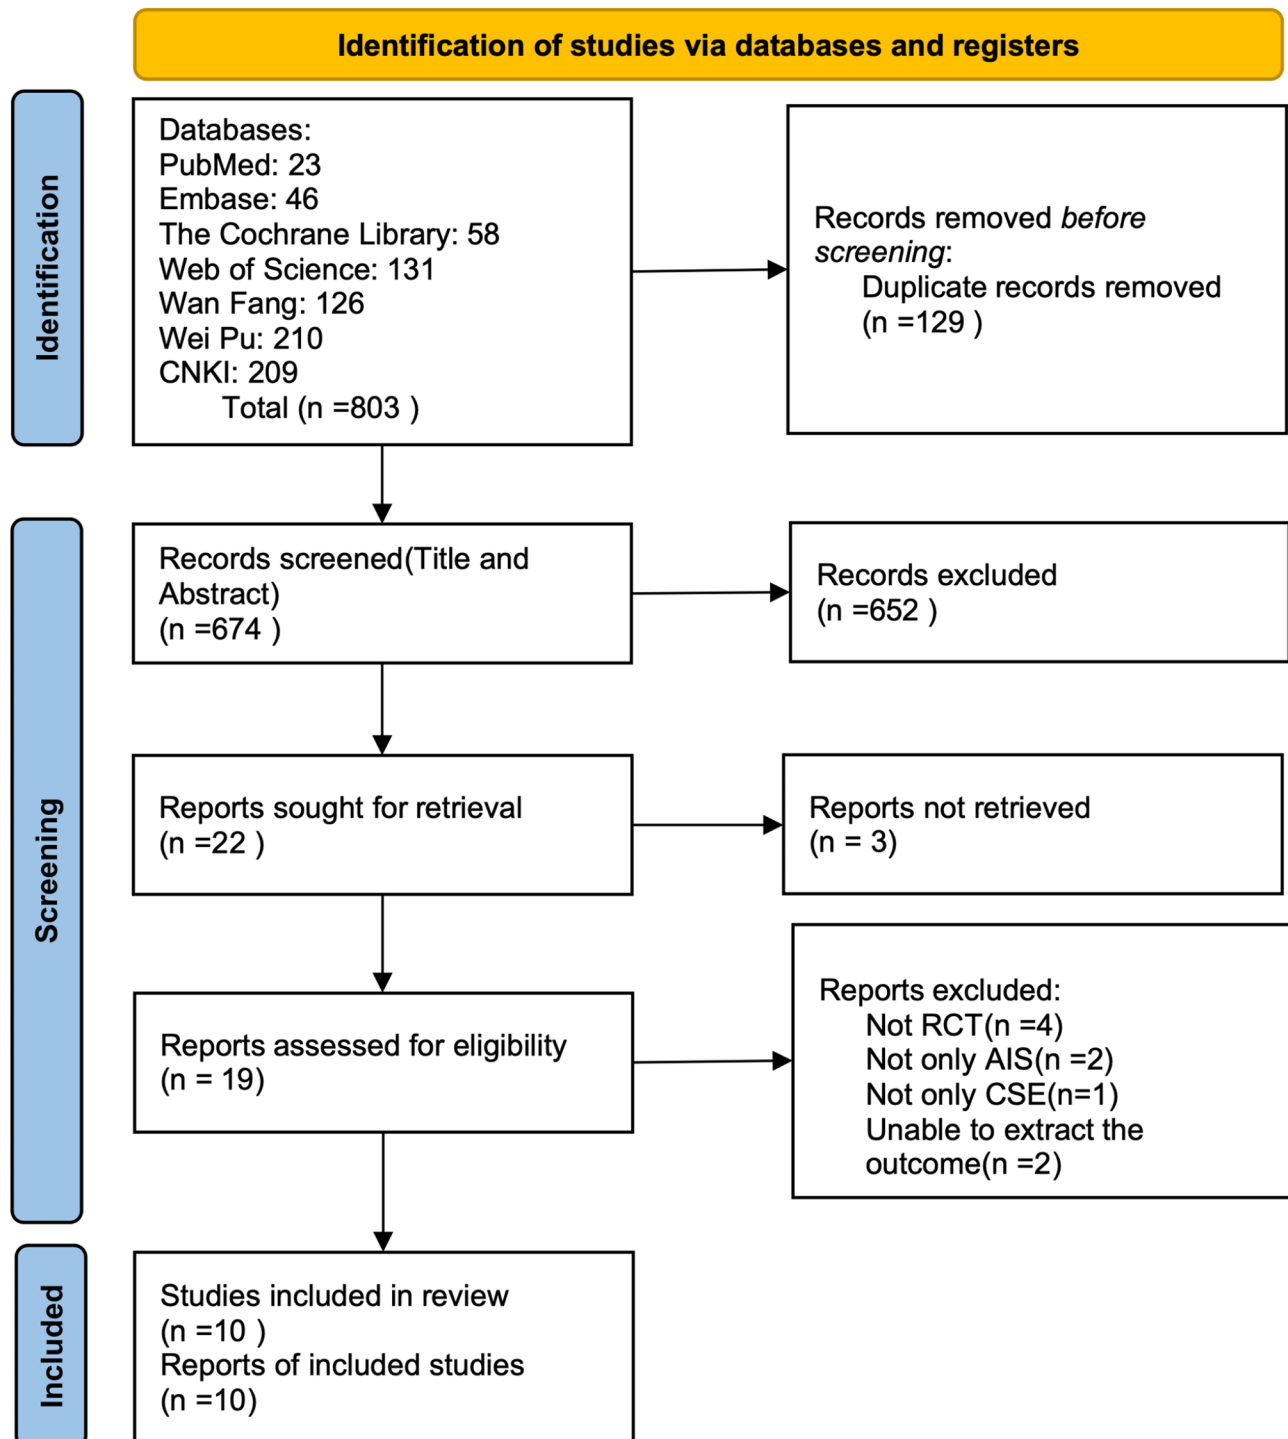 Identification of studies via databases and registers
Identification
Databases:
PubMed: 23
Embase: 46
The Cochrane Library: 58
Web of Science: 131
Wan Fang: 126
Wei Pu: 210
CNKI: 209
Total (n =803 )
Records removed before
screening:
Duplicate records removed
(n =129 )
Screening
Records screened(Title and
Abstract)
(n =674 )
Records excluded
(n =652 )
Reports sought for retrieval
(n =22 )
Reports not retrieved
(n = 3)
Reports assessed for eligibility
(n = 19)
Reports excluded:
Not RCT(n =4)
Not only AIS(n =2)
Not only CSE(n=1)
Unable to extract the
outcome(n =2)
Included
Studies included in review
(n =10 )
Reports of included studies
(n =10)